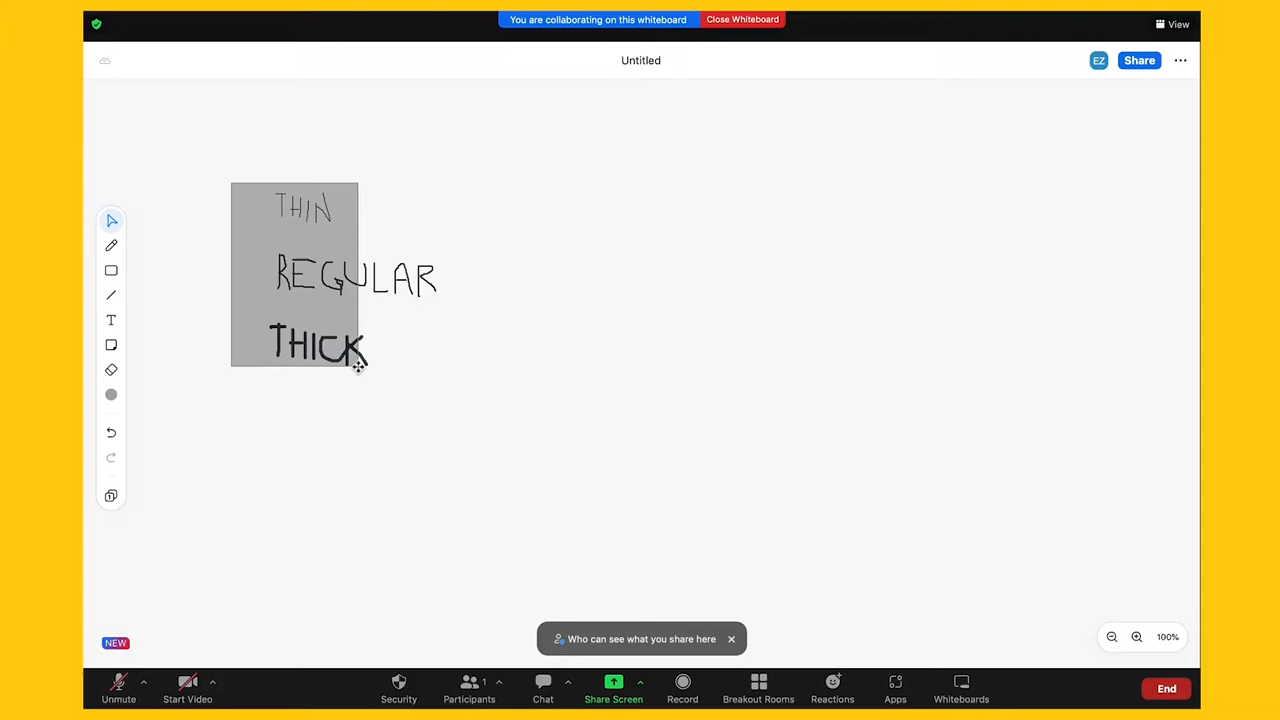 You are collaborating on this whiteboard Close Whiteboard
View
Untitled
EZ Share
THIN
REGULAR
THICK
T
1
NEW
Who can see what you share here
100%
Unmute Start Video Security Participants 1 Chat Share Screen Record Breakout Rooms Reactions Apps Whiteboards End